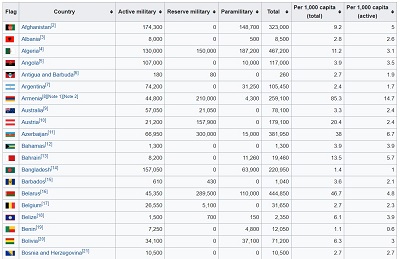 Flag Country Active military Reserve military Paramilitary Total Per 1,000 capita (total) Per 1,000 capita (active)
Afghanistan[2] 174,300 0 148,700 323,000 9.2 5
Albania[3] 8,000 0 500 8,500 2.8 2.6
Algeria[4] 130,000 150,000 187,200 467,200 11.2 3.1
Angola[5] 107,000 0 10,000 117,000 3.9 3.5
Antigua and Barbuda[6] 180 80 0 260 2.7 1.9
Argentina[7] 74,200 0 31,250 105,450 2.4 1.7
Armenia[8][Note 1][Note 2] 44,800 210,000 4,300 259,100 85.3 14.7
Australia[9] 57,050 21,050 0 78,100 3.3 2.4
Austria[10] 21,200 157,900 0 179,100 20.4 2.4
Azerbaijan[11] 66,950 300,000 15,000 381,950 38 6.7
Bahamas[12] 1,300 0 0 1,300 3.9 3.9
Bahrain[13] 8,200 0 11,260 19,460 13.5 5.7
Bangladesh[14] 157,050 0 63,900 220,950 1.4 1
Barbados[15] 610 430 0 1,040 3.6 2.1
Belarus[16] 45,350 289,500 110,000 444,850 46.7 4.8
Belgium[17] 26,550 5,100 0 31,650 2.7 2.3
Belize[18] 1,500 700 150 2,350 6.1 3.9
Benin[19] 7,250 0 4,800 12,050 1.1 0.6
Bolivia[20] 34,100 0 37,100 71,200 6.3 3
Bosnia and Herzegovina[21] 10,500 0 0 10,500 2.7 2.7